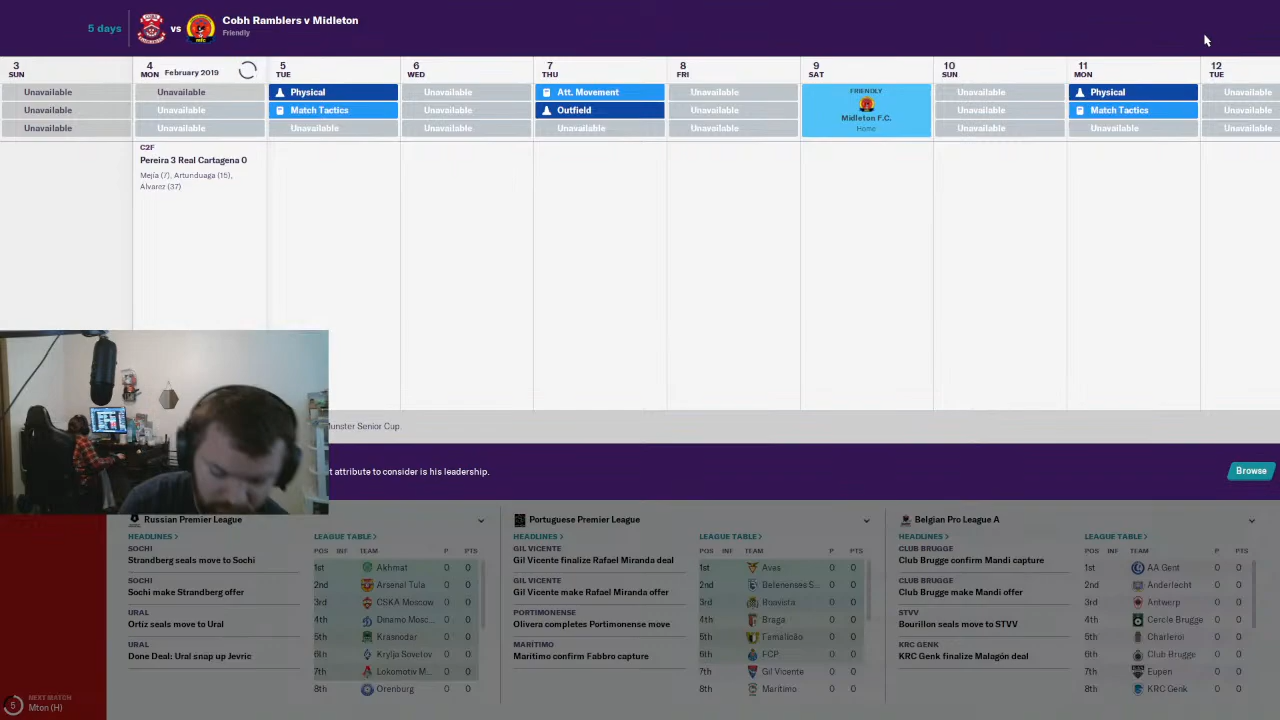 5 days
vs
Cobh Ramblers v Midleton
Friendly
3
SUN
4
MON February 2019
5
TUE
6
WED
7
THU
8
FRI
9
SAT
10
SUN
11
MON
12
TUE
Unavailable Unavailable Physical Unavailable Att. Movement Unavailable FRIENDLY Unavailable Physical Unavailable
Unavailable Unavailable Match Tactics Unavailable Outfield Unavailable Midleton F.C. Unavailable Match Tactics Unavailable
Unavailable Unavailable Unavailable Unavailable Unavailable Unavailable Home Unavailable Unavailable Unavailable
C2F
Pereira 3 Real Cartagena 0
Mejía (7), Artunduaga (15),
Alvarez (37)
Munster Senior Cup.
t attribute to consider is his leadership.
Browse
Russian Premier League
HEADLINES >
SOCHI
Strandberg seals move to Sochi
SOCHI
Sochi make Strandberg offer
URAL
Ortiz seals move to Ural
URAL
Done Deal: Ural snap up Jevric
LEAGUE TABLE >
POS INF TEAM P PTS
1st Akhmat 0 0
2nd Arsenal Tula 0 0
3rd CSKA Moscow 0 0
4th Dinamo Mosc... 0 0
5th Krasnodar 0 0
6th Krylja Sovetov 0 0
7th Lokomotiv M... 0 0
8th Orenburg 0 0
Portuguese Premier League
HEADLINES >
GIL VICENTE
Gil Vicente finalize Rafael Miranda deal
GIL VICENTE
Gil Vicente make Rafael Miranda offer
PORTIMONENSE
Olivera completes Portimonense move
MARÍTIMO
Marítimo confirm Fabbro capture
LEAGUE TABLE >
POS INF TEAM P PTS
1st Aves 0 0
2nd Belenenses S... 0 0
3rd Boavista 0 0
4th Braga 0 0
5th Famalicão 0 0
6th FCP 0 0
7th Gil Vicente 0 0
8th Marítimo 0 0
Belgian Pro League A
HEADLINES >
CLUB BRUGGE
Club Brugge confirm Mandi capture
CLUB BRUGGE
Club Brugge make Mandi offer
STVV
Bourillon seals move to STVV
KRC GENK
KRC Genk finalize Malagón deal
LEAGUE TABLE >
POS INF TEAM P PTS
1st AA Gent 0 0
2nd Anderlecht 0 0
3rd Antwerp 0 0
4th Cercle Brugge 0 0
5th Charleroi 0 0
6th Club Brugge 0 0
7th Eupen 0 0
8th KRC Genk 0 0
5
NEXT MATCH
Mton (H)